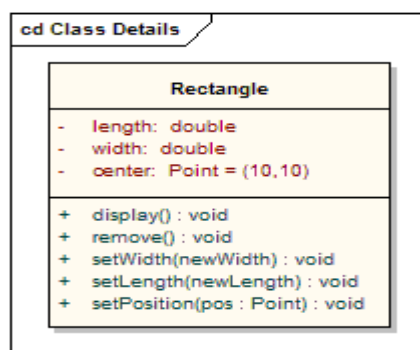 cd Class Details
Rectangle
- length: double
- width: double
- center: Point = (10,10)
+ display() : void
+ remove() : void
+ setWidth(newWidth) : void
+ setLength(newLength) : void
+ setPosition(pos : Point) : void